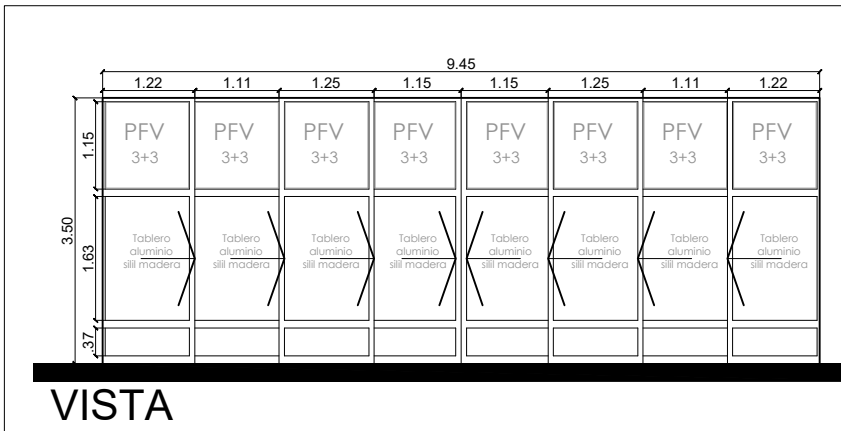 9.45
1.22 1.11 1.25 1.15 1.15 1.25 1.11 1.22
PFV PFV PFV PFV PFV PFV PFV PFV
3+3 3+3 3+3 3+3 3+3 3+3 3+3 3+3
1.15
3.50
1.63
.37
Tablero Tablero Tablero Tablero Tablero Tablero Tablero Tablero
aluminio aluminio aluminio aluminio aluminio aluminio aluminio aluminio
silil madera silil madera silil madera silil madera silil madera silil madera silil madera silil madera
VISTA